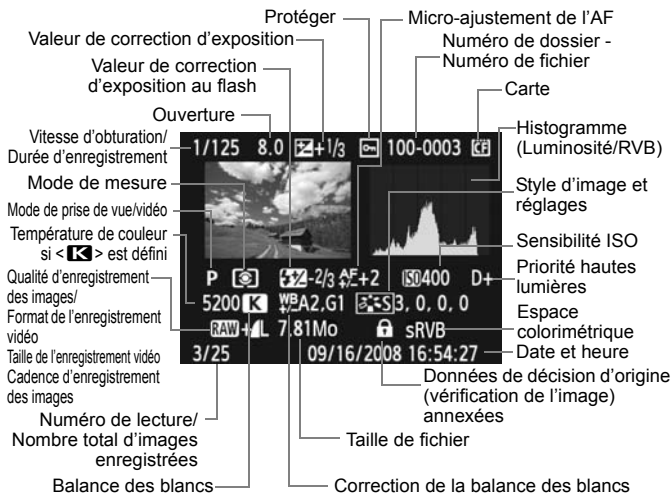 Protéger
Micro-ajustement de l'AF
Valeur de correction d'exposition
Numéro de dossier -
Numéro de fichier
Valeur de correction
d'exposition au flash
Carte
Ouverture
Vitesse d'obturation/
Durée d'enregistrement
1/125 8.0 +1/3 100-0003 CF
Histogramme
(Luminosité/RVB)
Mode de mesure
Style d'image et
réglages
Mode de prise de vue/vidéo
Température de couleur
si < K > est défini
Sensibilité ISO
P -2/3 AF+2 ISO400 D+
Priorité hautes
lumières
Qualité d'enregistrement
des images/
Format de l'enregistrement
vidéo
5200 K WB A2,G1 S3, 0, 0, 0
Espace
colorimétrique
RAW+L 7.81Mo sRVB
Taille de l'enregistrement vidéo
3/25 09/16/2008 16:54:27
Date et heure
Cadence d'enregistrement
des images
Données de décision d'origine
(vérification de l'image)
annexées
Numéro de lecture/
Nombre total d'images
enregistrées
Taille de fichier
Balance des blancs
Correction de la balance des blancs